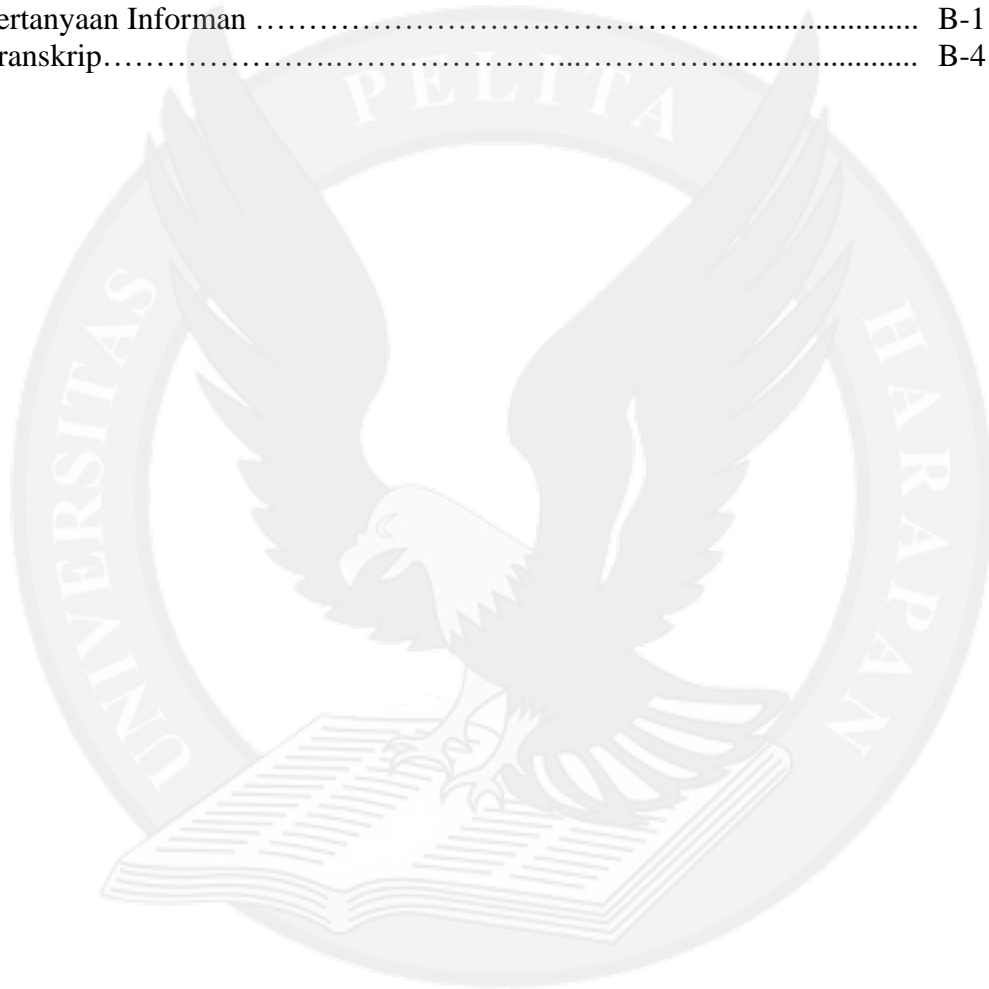 ertanyaan Informan ………………………………………….......................... B-1
ranskrip………………….……………………...…………….......................... B-4
UNIVERSITAS PELITA HARAPAN